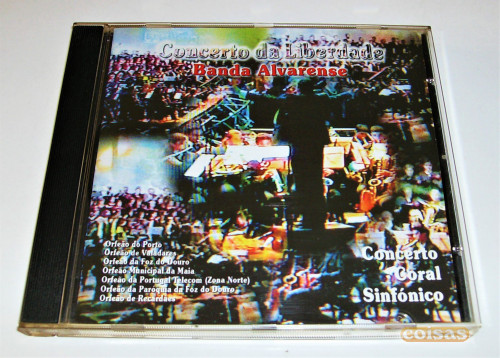 Concerto da Liberdade
Banda Alvarense
Orfeão do Porto
Orfeão de Valadares
Orfeão da Foz do Douro
Orfeão Municipal da Maia
Orfeão da Portugal Telecom (Zona Norte)
Orfeão da Paróquia da Foz do Douro
Orfeão de Recardães
Concerto
Coral
Sinfónico
coisas